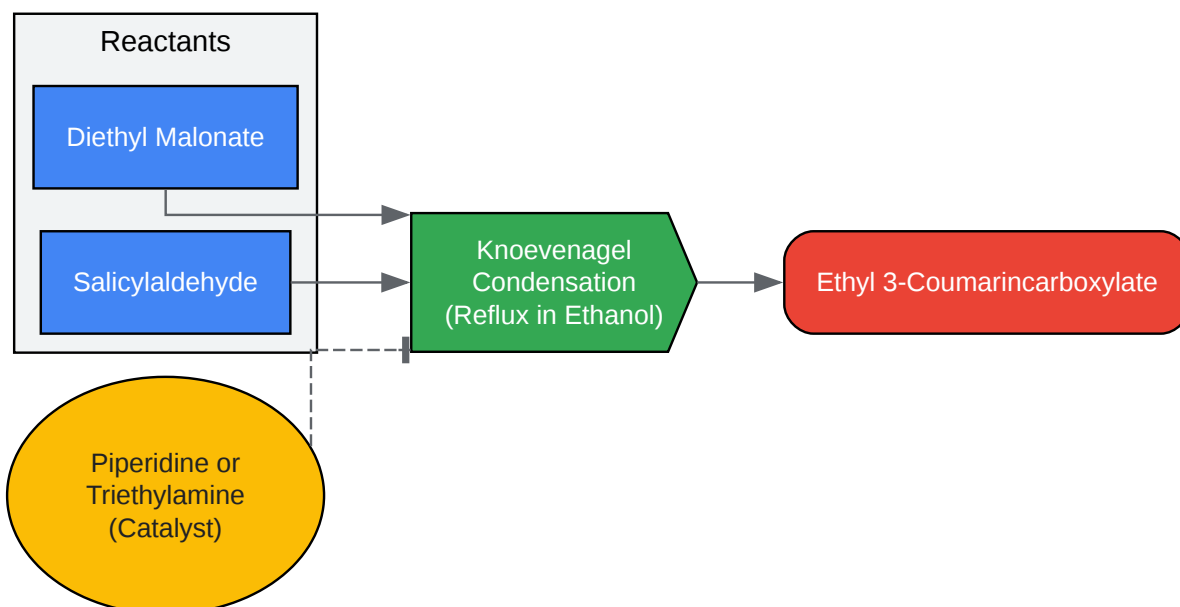 Reactants
Diethyl Malonate
Salicylaldehyde
Knoevenagel
Condensation
(Reflux in Ethanol)
Ethyl 3-Coumarincarboxylate
Piperidine or
Triethylamine
(Catalyst)